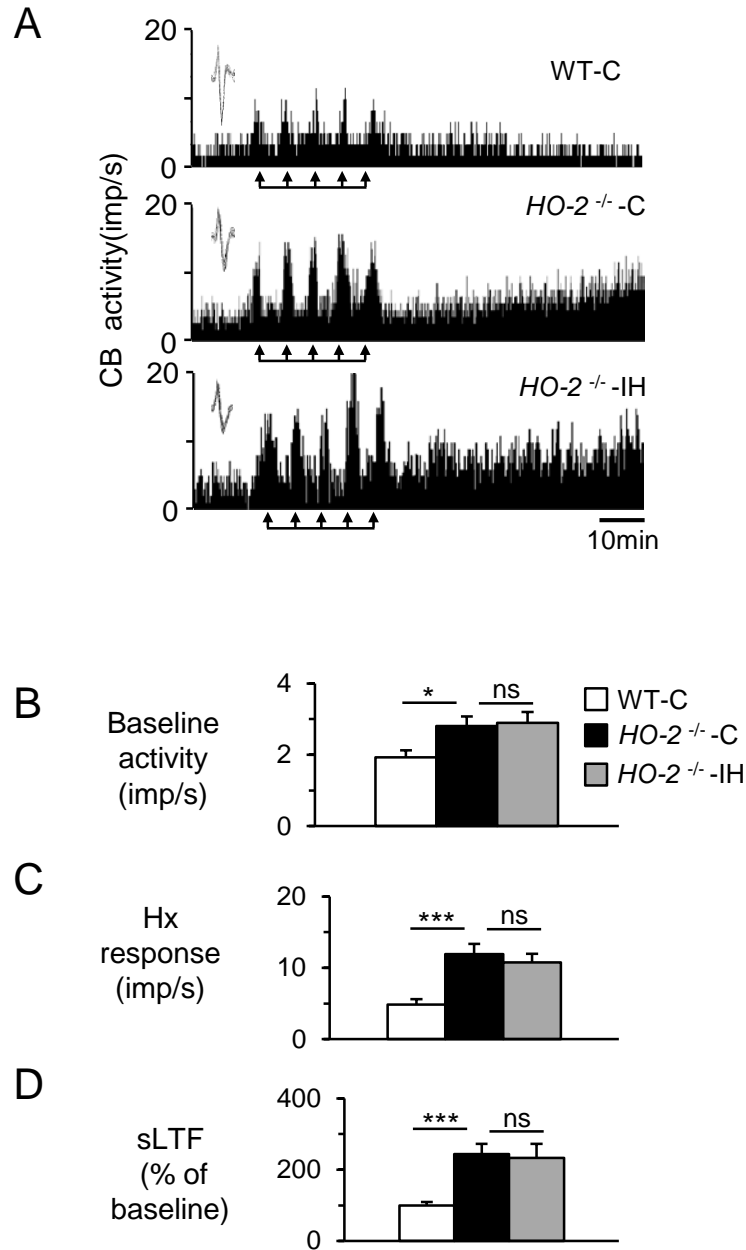 A
CB activity(imp/s)
20
0
WT-C
20
0
HO-2 -/- -C
20
0
HO-2 -/- -IH
10min
B
Baseline
activity
(imp/s)
4
2
0
*
ns
WT-C
HO-2 -/- -C
HO-2 -/- -IH
C
Hx
response
(imp/s)
20
10
0
***
ns
D
sLTF
(% of
baseline)
400
200
0
***
ns